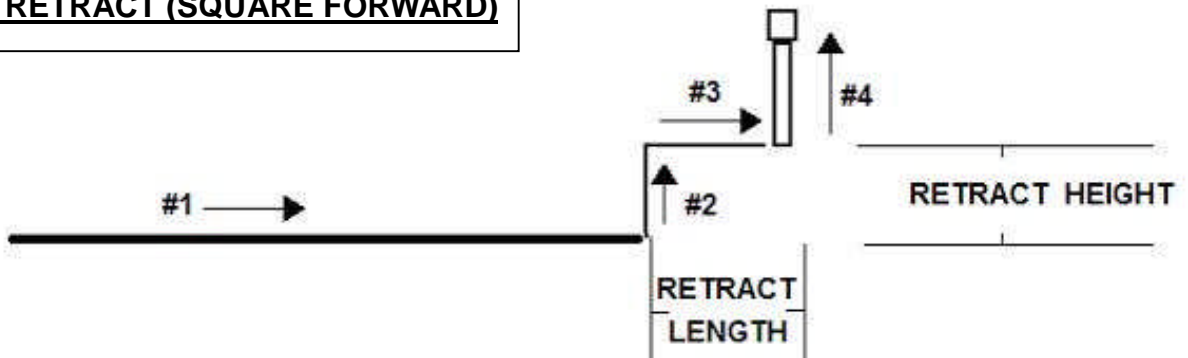 RETRACT (SQUARE FORWARD)
#3
#4
#1
#2
RETRACT HEIGHT
RETRACT
LENGTH